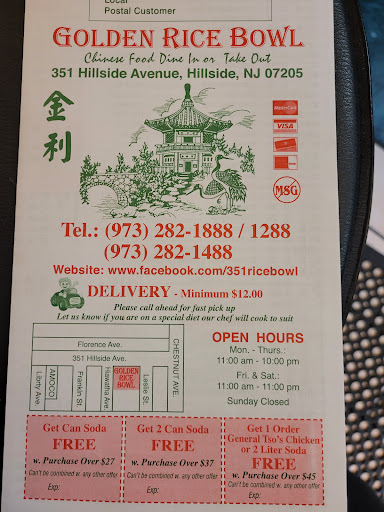 Local
Postal Customer
GOLDEN RICE BOWL
Chinese Food Dine In or Take Out
351 Hillside Avenue, Hillside, NJ 07205
金利
MasterCard
VISA
MSG
Tel.: (973) 282-1888 / 1288
(973) 282-1488
Website: www.facebook.com/351ricebowl
DELIVERY - Minimum $12.00
Please call ahead for fast pick up
Let us know if you are on a special diet our chef will cook to suit
Florence Ave.
351 Hillside Ave.
CHESTNUT AVE.
Liberty Ave.
AMOCO
Franklin St.
Hiawatha Ave.
GOLDEN
RICE
BOWL
Leslie St.
OPEN HOURS
Mon. - Thurs.:
11:00 am - 10:00 pm
Fri. & Sat.:
11:00 am - 11:00 pm
Sunday Closed
Get Can Soda
FREE
w. Purchase Over $27
Can't be combined w. any other offer
Exp:
Get 2 Can Soda
FREE
w. Purchase Over $37
Can't be combined w. any other offer
Exp:
Get 1 Order
General Tso's Chicken
or 2 Liter Soda
FREE
w. Purchase Over $45
Can't be combined w. any other offer
Exp: